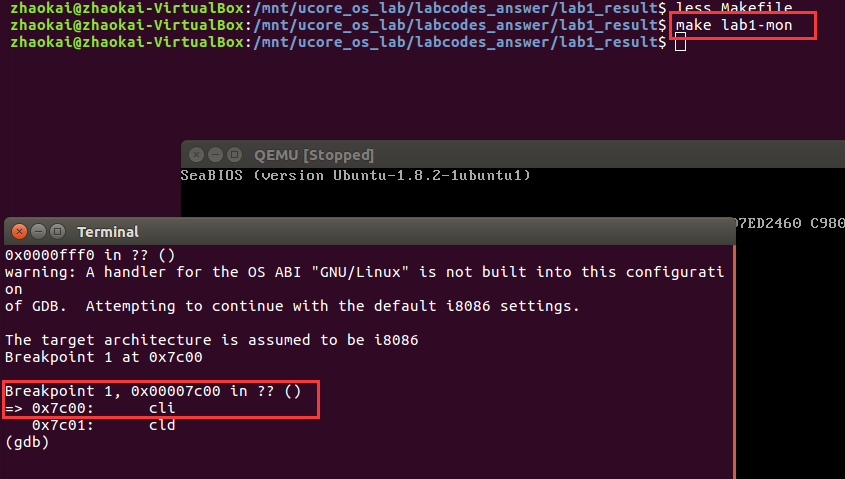 zhaokai@zhaokai-VirtualBox:/mnt/ucore_os_lab/labcodes_answer/lab1_result$ less Makefile
zhaokai@zhaokai-VirtualBox:/mnt/ucore_os_lab/labcodes_answer/lab1_result$ make lab1-mon
zhaokai@zhaokai-VirtualBox:/mnt/ucore_os_lab/labcodes_answer/lab1_result$
QEMU [Stopped]
SeaBIOS (version Ubuntu-1.8.2-1ubuntu1)
07ED2460 C980
Terminal
0x0000fff0 in ?? ()
warning: A handler for the OS ABI "GNU/Linux" is not built into this configurati
on
of GDB.  Attempting to continue with the default i8086 settings.
The target architecture is assumed to be i8086
Breakpoint 1 at 0x7c00
Breakpoint 1, 0x00007c00 in ?? ()
=> 0x7c00:      cli
   0x7c01:      cld
(gdb)